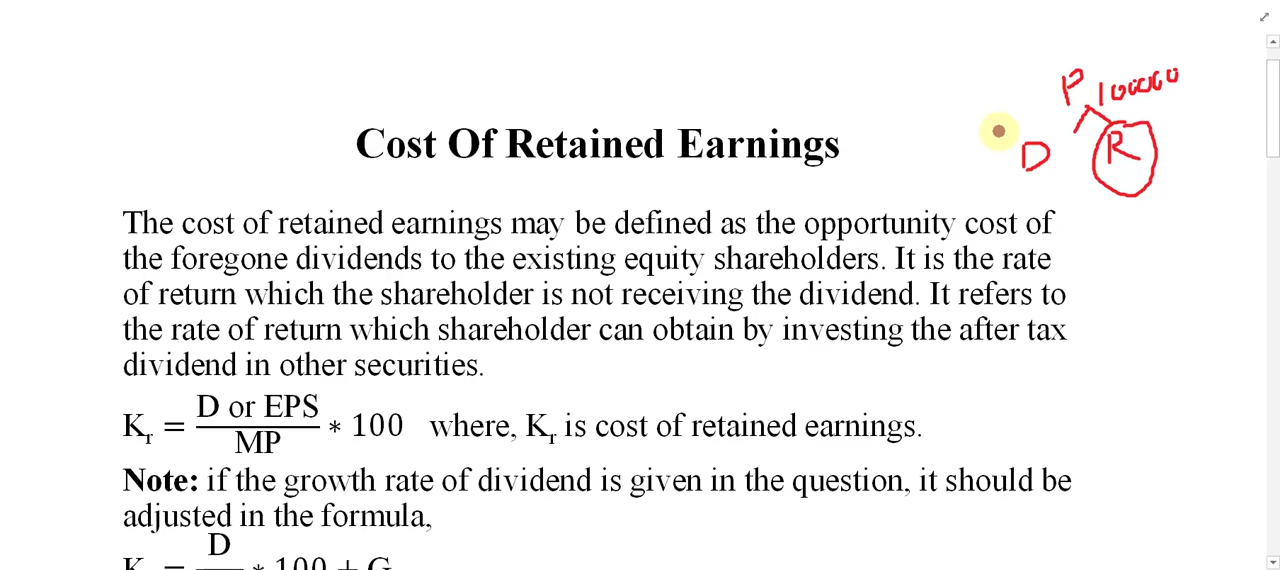 P 100000
D R
Cost Of Retained Earnings
The cost of retained earnings may be defined as the opportunity cost of
the foregone dividends to the existing equity shareholders. It is the rate
of return which the shareholder is not receiving the dividend. It refers to
the rate of return which shareholder can obtain by investing the after tax
dividend in other securities.
Kr = D or EPS / MP * 100 where, Kr is cost of retained earnings.
Note: if the growth rate of dividend is given in the question, it should be
adjusted in the formula,
D
* 100 + G